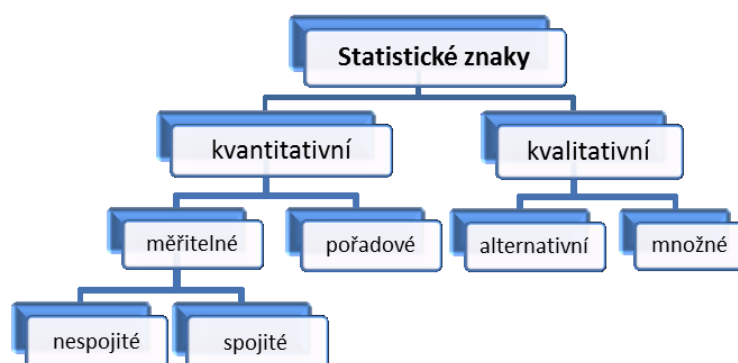 Statistické znaky
kvantitativní
kvalitativní
měřitelné
pořadové
alternativní
množné
nespojité
spojité